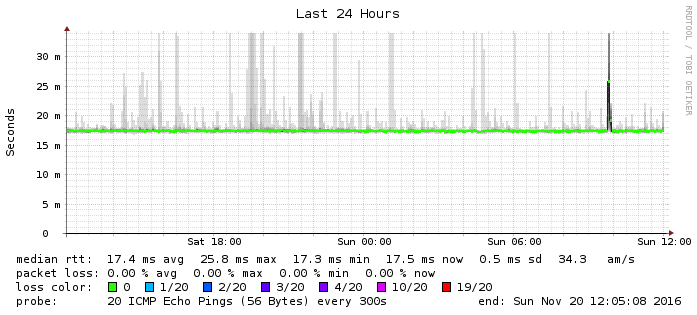 Last 24 Hours
RRDTOOL / TOBI OETIKER
Seconds
30 m
25 m
20 m
15 m
10 m
5 m
0
Sat 18:00 Sun 00:00 Sun 06:00 Sun 12:00
median rtt: 17.4 ms avg 25.8 ms max 17.3 ms min 17.5 ms now 0.5 ms sd 34.3 am/s
packet loss: 0.00 % avg 0.00 % max 0.00 % min 0.00 % now
loss color: 0 1/20 2/20 3/20 4/20 10/20 19/20
probe: 20 ICMP Echo Pings (56 Bytes) every 300s end: Sun Nov 20 12:05:08 2016